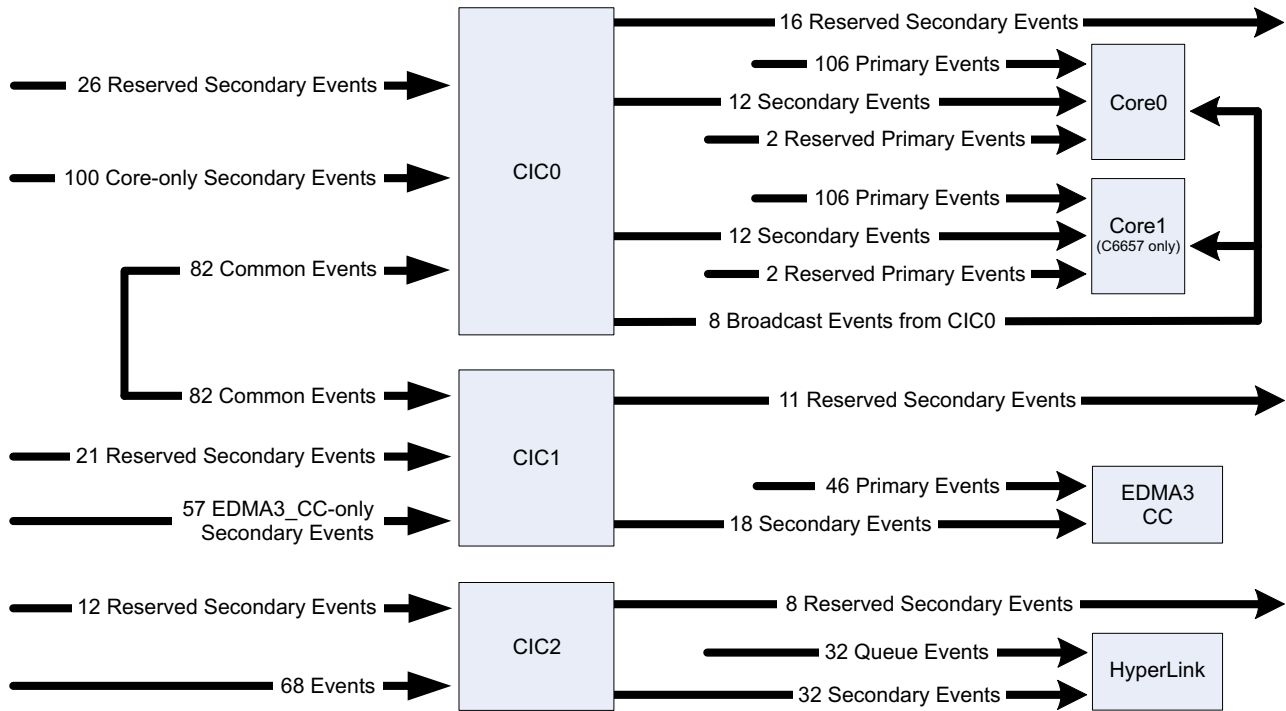 16 Reserved Secondary Events
106 Primary Events
26 Reserved Secondary Events
12 Secondary Events
Core0
2 Reserved Primary Events
100 Core-only Secondary Events
CIC0
106 Primary Events
Core1
(C6657 only)
12 Secondary Events
82 Common Events
2 Reserved Primary Events
8 Broadcast Events from CIC0
82 Common Events
11 Reserved Secondary Events
21 Reserved Secondary Events
CIC1
46 Primary Events
EDMA3
CC
57 EDMA3_CC-only
Secondary Events
18 Secondary Events
12 Reserved Secondary Events
8 Reserved Secondary Events
CIC2
32 Queue Events
HyperLink
68 Events
32 Secondary Events